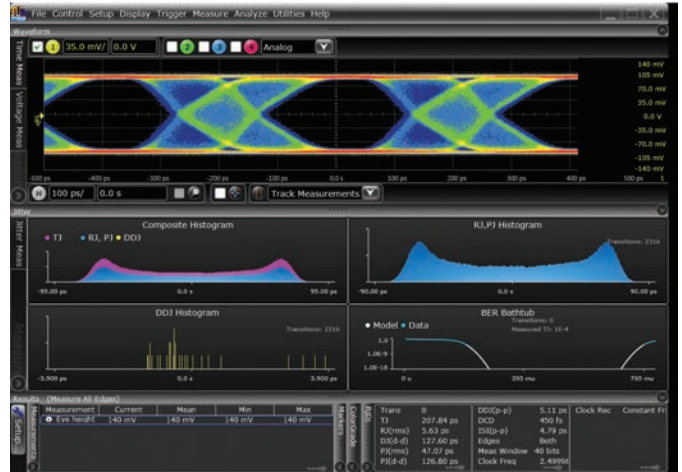 File Control Setup Display Trigger Measure Analyze Utilities Help
Waveform
1 35.0 mV/ 0.0 V 2 3 4 Analog
Time Meas
Voltage Meas
140 mV
105 mV
70.0 mV
35.0 mV
0.0 V
-35.0 mV
-70.0 mV
-105 mV
-140 mV
-500 ps -400 ps -300 ps -200 ps -100 ps 0.0 s 100 ps 200 ps 300 ps 400 ps 500 ps 1
H 100 ps/ 0.0 s Track Measurements
Jitter
Jitter Meas
Composite Histogram
TJ RJ, PJ DDJ
-95.00 ps 0.0 s 95.00 ps
RJ,PJ Histogram
Transitions: 231k
-90.00 ps 0.0 s 90.00 ps
DDJ Histogram
Transitions: 231k
-3.900 ps 0.0 s 3.900 ps
BER Bathtub
Model Data
Transitions: 0
Measured TJ: 1E-4
1.0
1.0E-9
1.0E-18
0 u 395 mu 795 mu
Results (Measure All Edges)
Setup...
Measurements
Measurement Current Mean Min Max
Eye height 140 mV 140 mV 140 mV 140 mV
Markers
ColorGrade
RJDJ
Trans 0 DDJ(p-p) 5.11 ps Clock Rec Constant Fr
TJ 207.84 ps DCD 450 fs
RJ(rms) 5.63 ps ISI(p-p) 4.79 ps
DJ(d-d) 127.60 ps Edges Both
PJ(rms) 47.07 ps Meas Window 40 bits
PJ(d-d) 126.80 ps Clock Freq 2.49996